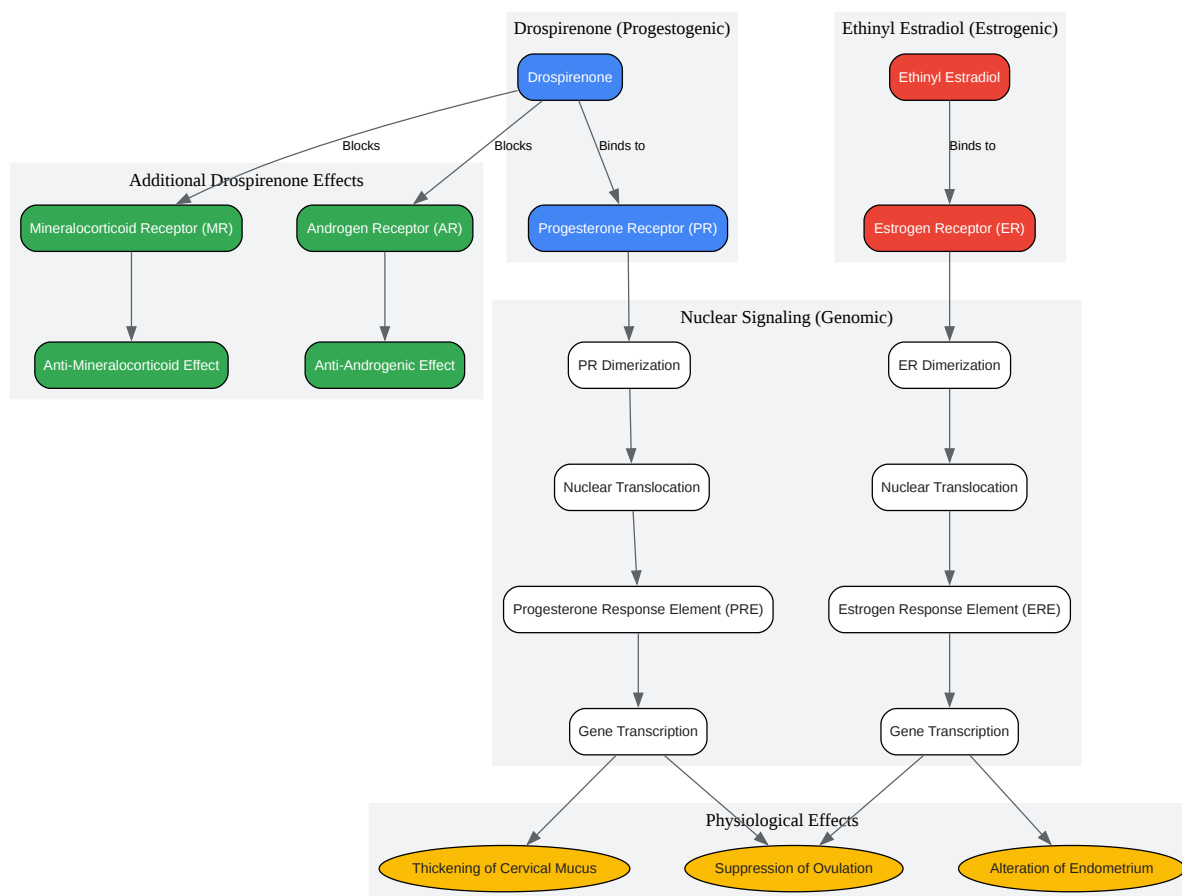 Drospirenone (Progestogenic)
Ethinyl Estradiol (Estrogenic)
Drospirenone
Ethinyl Estradiol
Blocks
Blocks
Binds to
Binds to
Additional Drospirenone Effects
Mineralocorticoid Receptor (MR)
Androgen Receptor (AR)
Progesterone Receptor (PR)
Estrogen Receptor (ER)
Nuclear Signaling (Genomic)
Anti-Mineralocorticoid Effect
Anti-Androgenic Effect
PR Dimerization
ER Dimerization
Nuclear Translocation
Nuclear Translocation
Progesterone Response Element (PRE)
Estrogen Response Element (ERE)
Gene Transcription
Gene Transcription
Physiological Effects
Thickening of Cervical Mucus
Suppression of Ovulation
Alteration of Endometrium